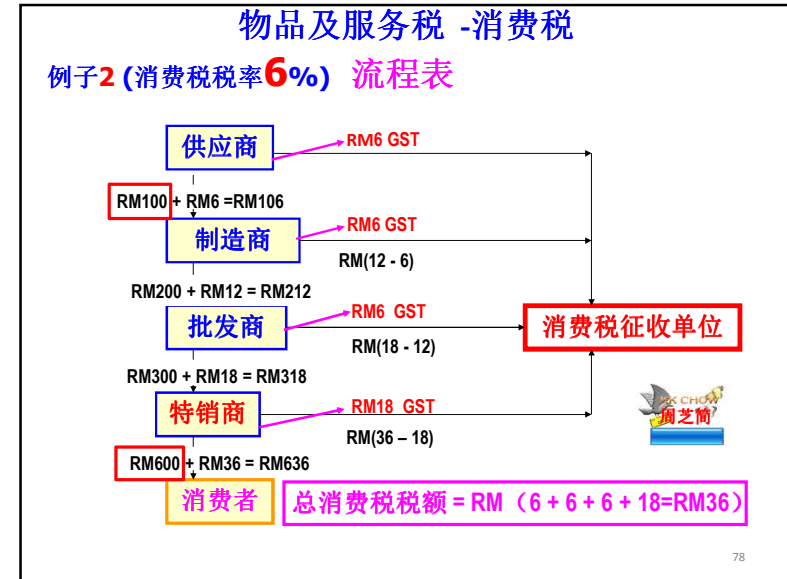 物品及服务税 -消费税
例子2 (消费税税率6%) 流程表
供应商
RM6 GST
RM100 + RM6 =RM106
制造商
RM6 GST
RM(12 - 6)
RM200 + RM12 = RM212
批发商
RM6 GST
RM(18 - 12)
消费税征收单位
RM300 + RM18 = RM318
特销商
RM18 GST
RM(36 – 18)
KK CHOW
周芝简
RM600 + RM36 = RM636
消费者
总消费税税额 = RM（6 + 6 + 6 + 18=RM36）
78